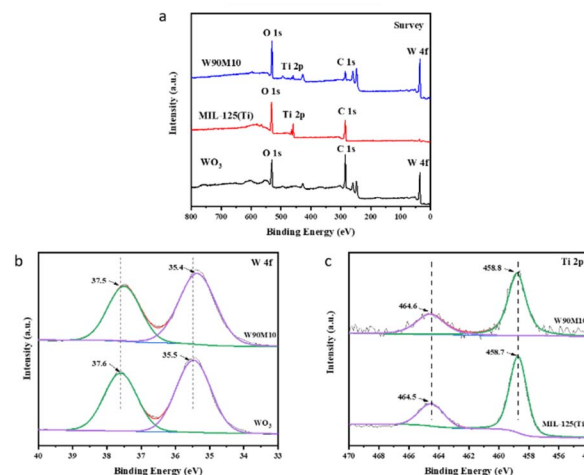 a
Survey
O 1s
W90M10
Ti 2p
C 1s
W 4f
O 1s
MIL-125(Ti)
Ti 2p
C 1s
O 1s
C 1s
WO₃
W 4f
Intensity (a.u.)
800 700 600 500 400 300 200 100 0
Binding Energy (eV)
b
W 4f
37.5
35.4
W90M10
37.6
35.5
WO₃
Intensity (a.u.)
40 39 38 37 36 35 34 33
Binding Energy (eV)
c
Ti 2p
458.8
464.6
W90M10
458.7
464.5
MIL-125(Ti)
Intensity (a.u.)
470 468 466 464 462 460 458 456 454
Binding Energy (eV)